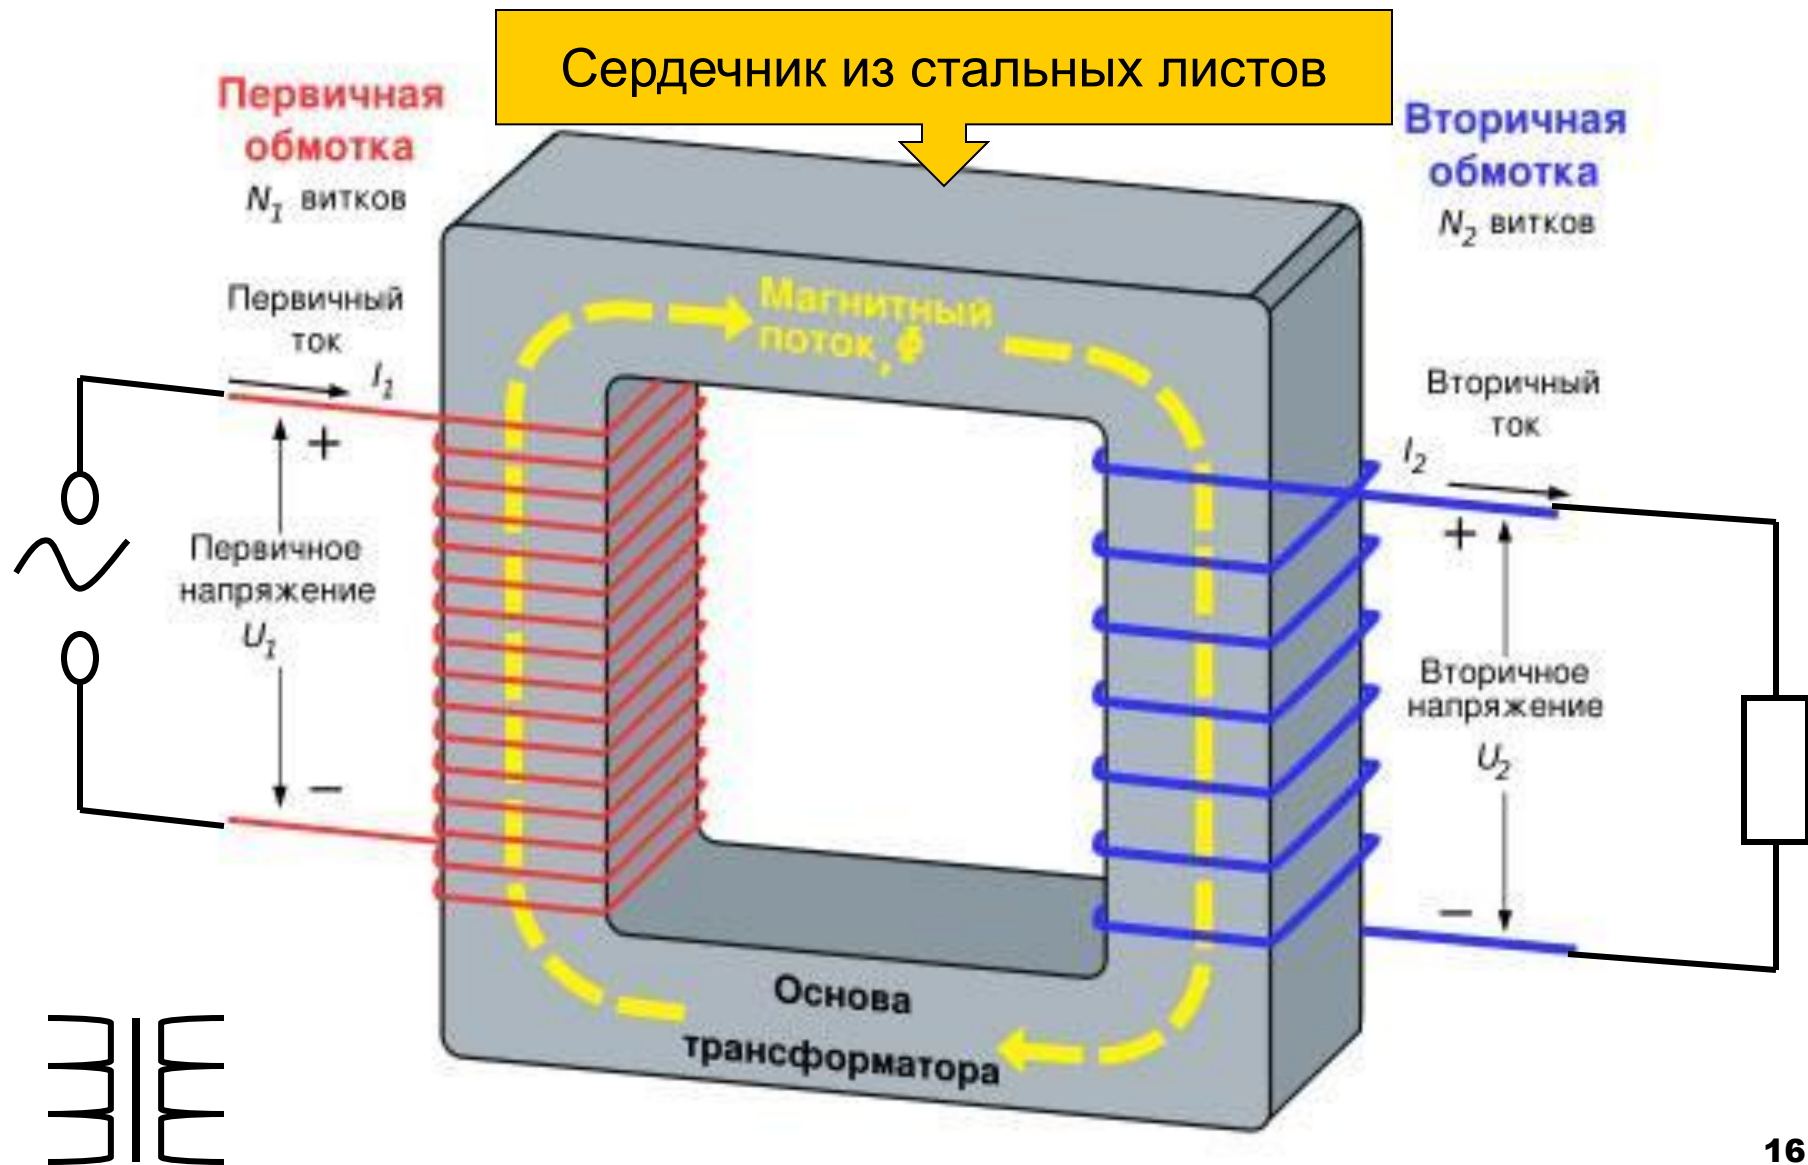 Сердечник из стальных листов
Первичная
обмотка
N1 витков
Вторичная
обмотка
N2 витков
Первичный
ток
I1
Магнитный
поток, Ф
Вторичный
ток
I2
+
+
Первичное
напряжение
U1
Вторичное
напряжение
U2
−
−
Основа
трансформатора
16